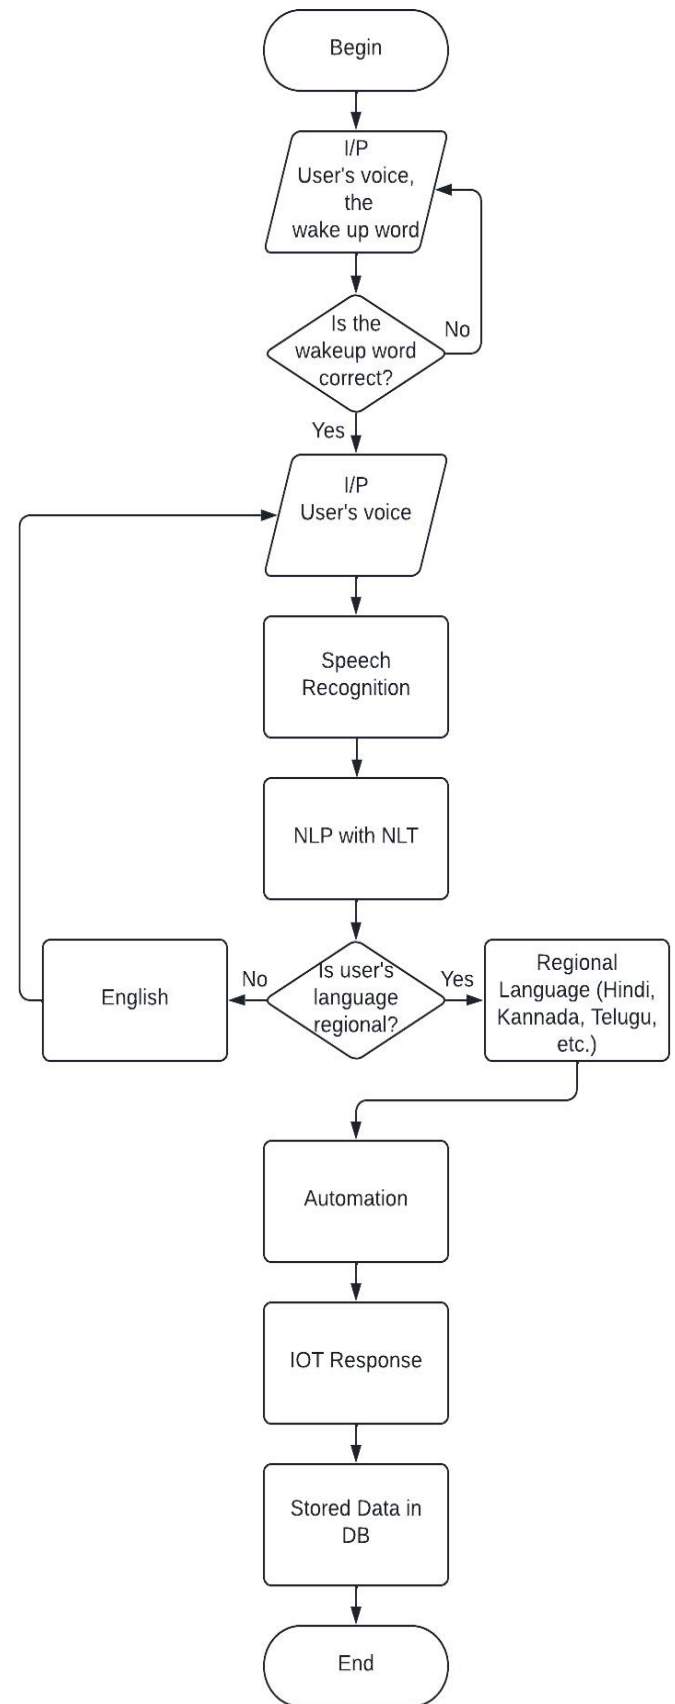 Begin
I/P
User's voice,
the
wake up word
Is the
wakeup word
correct?
No
Yes
I/P
User's voice
Speech
Recognition
NLP with NLT
Is user's
language
regional?
No
Yes
English
Regional
Language (Hindi,
Kannada, Telugu,
etc.)
Automation
IOT Response
Stored Data in
DB
End